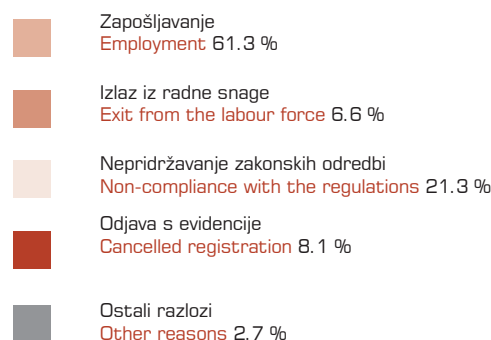 Zapošljavanje
Employment 61.3 %
Izlaz iz radne snage
Exit from the labour force 6.6 %
Nepridržavanje zakonskih odredbi
Non-compliance with the regulations 21.3 %
Odjava s evidencije
Cancelled registration 8.1 %
Ostali razlozi
Other reasons 2.7 %